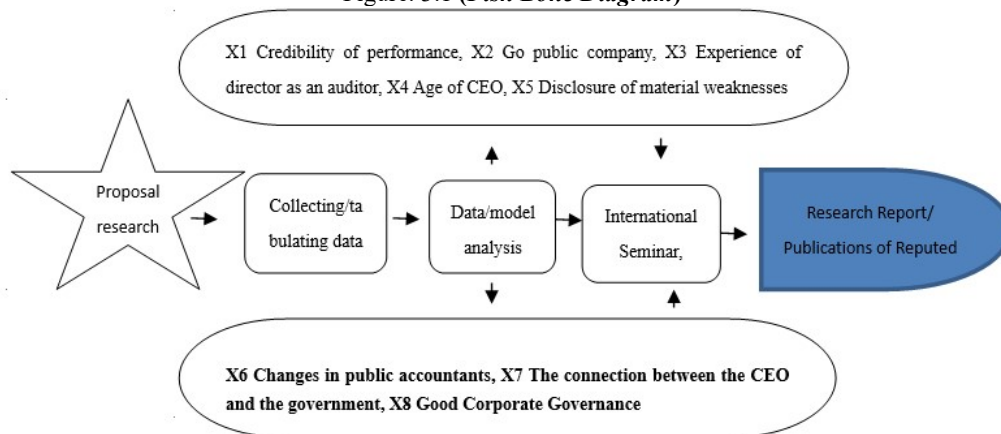 Figure. 3.1 (Fish Bone Diagram)
X1 Credibility of performance, X2 Go public company, X3 Experience of
director as an auditor, X4 Age of CEO, X5 Disclosure of material weaknesses
Proposal
research
Collecting/ta
bulating data
Data/model
analysis
International
Seminar,
Research Report/
Publications of Reputed
X6 Changes in public accountants, X7 The connection between the CEO
and the government, X8 Good Corporate Governance